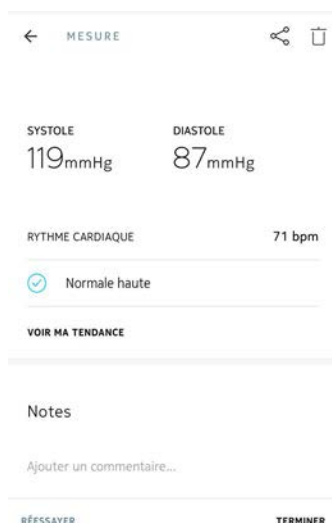 MESURE
SYSTOLE DIASTOLE
119mmHg 87mmHg
RYTHME CARDIAQUE 71 bpm
Normale haute
VOIR MA TENDANCE
Notes
Ajouter un commentaire...
RÉESSAYER TERMINER